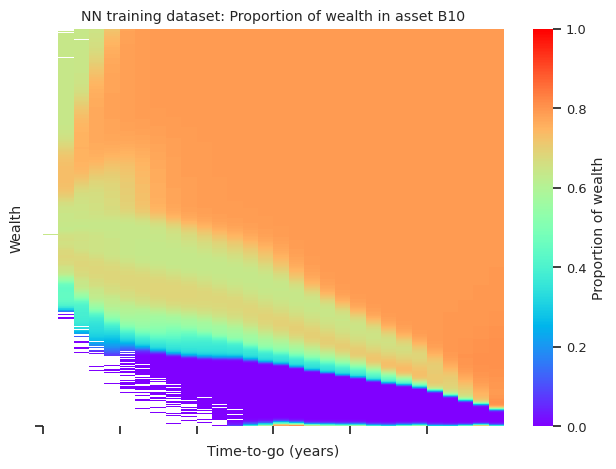 NN training dataset: Proportion of wealth in asset B10
Wealth
Time-to-go (years)
1.0
0.8
0.6
0.4
0.2
0.0
Proportion of wealth